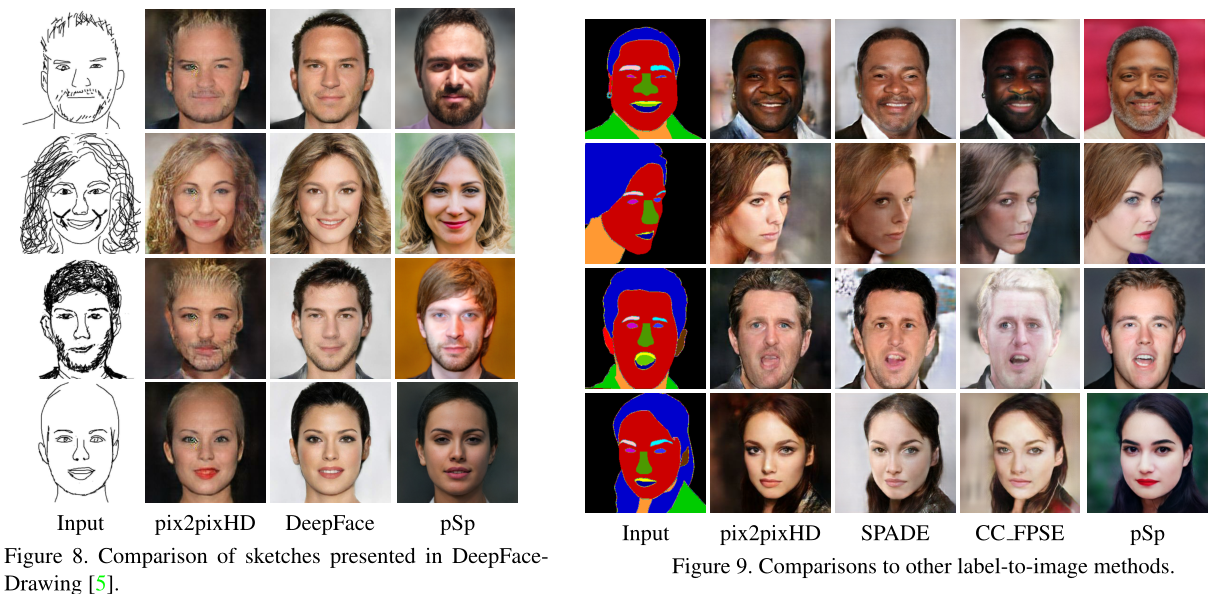 Input pix2pixHD DeepFace pSp
Figure 8. Comparison of sketches presented in DeepFace-
Drawing [5].
Input pix2pixHD SPADE CC_FPSE pSp
Figure 9. Comparisons to other label-to-image methods.